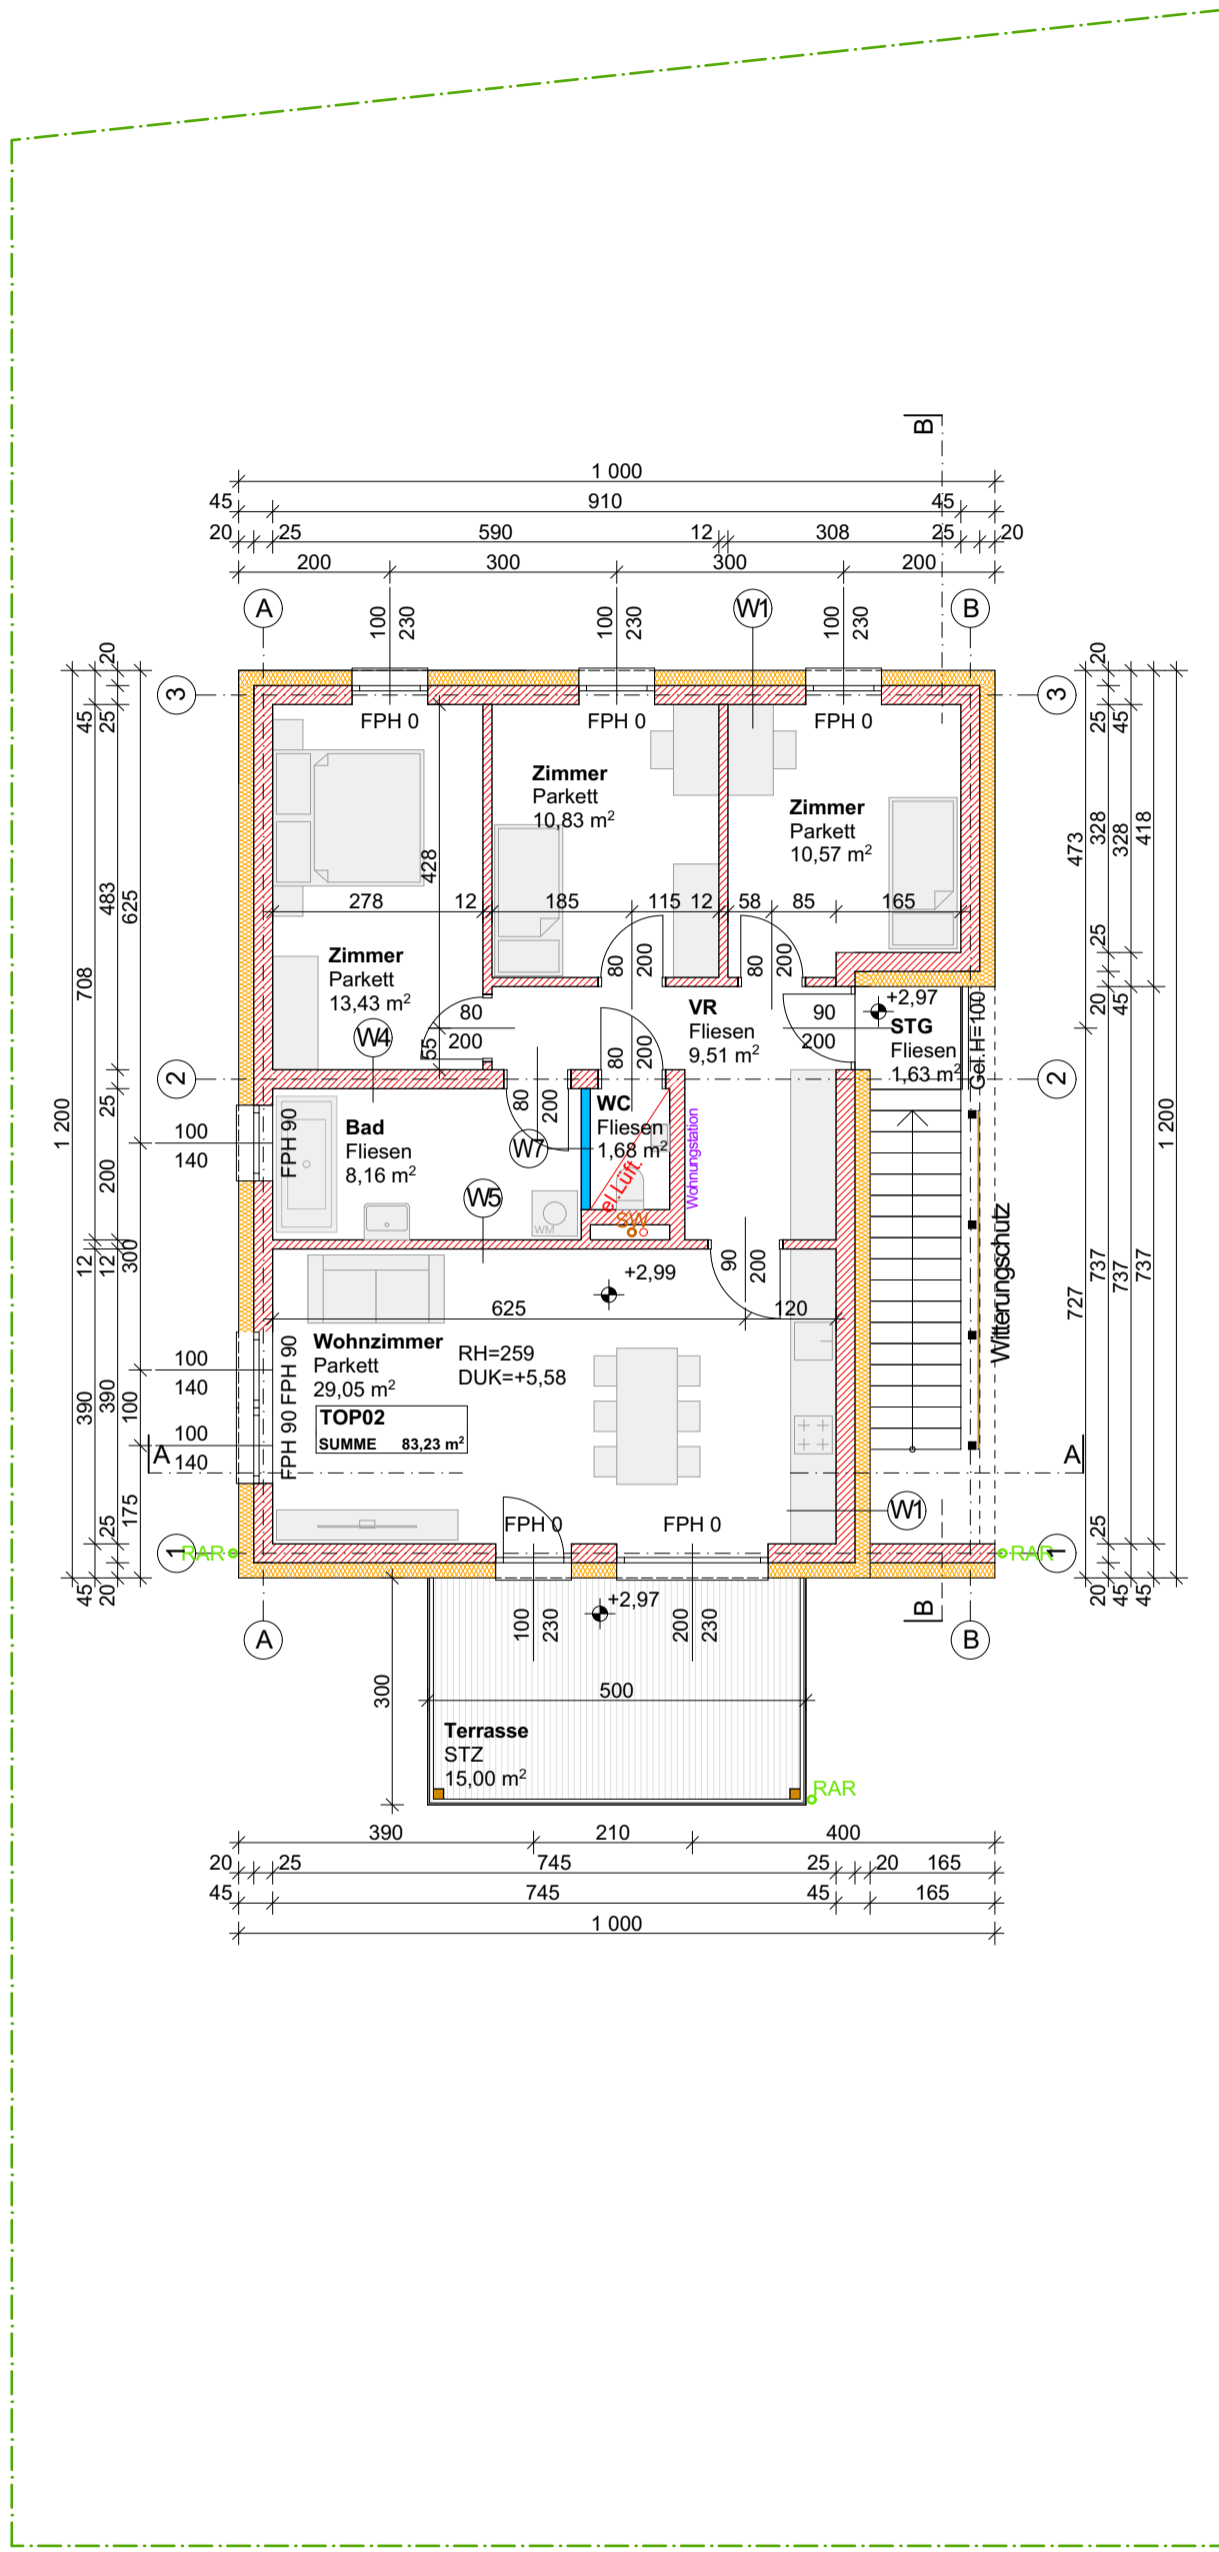 B
1 000
45 910 45
20 25 590 12 308 25 20
200 300 300 200
A W1 B
100 230 100 230 100 230
3 3
FPH 0 FPH 0 FPH 0
Zimmer
Parkett
10,83 m²
Zimmer
Parkett
10,57 m²
428
278 12 185 115 12 58 85 165
Zimmer
Parkett
13,43 m²
80 200
80 200
80
200
55
VR
Fliesen
9,51 m²
90
200
+2,97
STG
Fliesen
1,63 m²
Gel.H=100
W4
80 200
80 200
2 2
Bad
Fliesen
8,16 m²
W7
WC
Fliesen
1,68 m²
el.Lüft.
SW
Wohnungstation
W5
WM
FPH 90
100
140
90 200
+2,99
625 120
Wohnzimmer
Parkett
29,05 m²
RH=259
DUK=+5,58
TOP02
SUMME 83,23 m²
FPH 90 FPH 90
100
140
100
140
A A
Witterungschutz
W1
FPH 0 FPH 0
1 1
RAR RAR
+2,97
100 230 200 230
A B B
300
500
Terrasse
STZ
15,00 m²
RAR
390 210 400
20 25 745 25 20 165
45 745 45 165
1 000
1 200
45 708 12 390 45
20 25 483 25 200 12 390 25 20
625 300 100 175
473 727
20 25 328 25 20 737 25 20
45 328 45 737 45
418 737 45
1 200